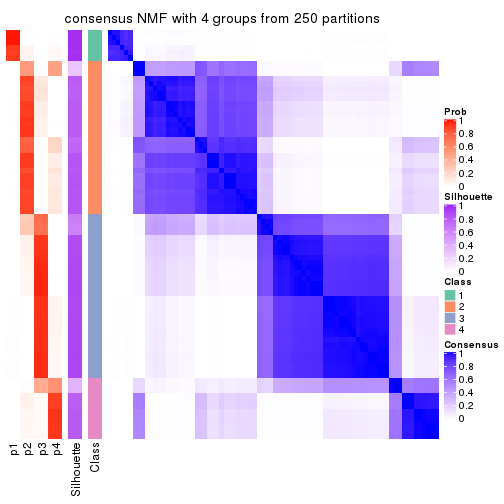 consensus NMF with 4 groups from 250 partitions
Prob
1
0.8
0.6
0.4
0.2
0
Silhouette
1
0.8
0.6
0.4
0.2
0
Class
1
2
3
4
Consensus
1
0.8
0.6
0.4
0.2
0
p1
p2
p3
p4
Silhouette
Class